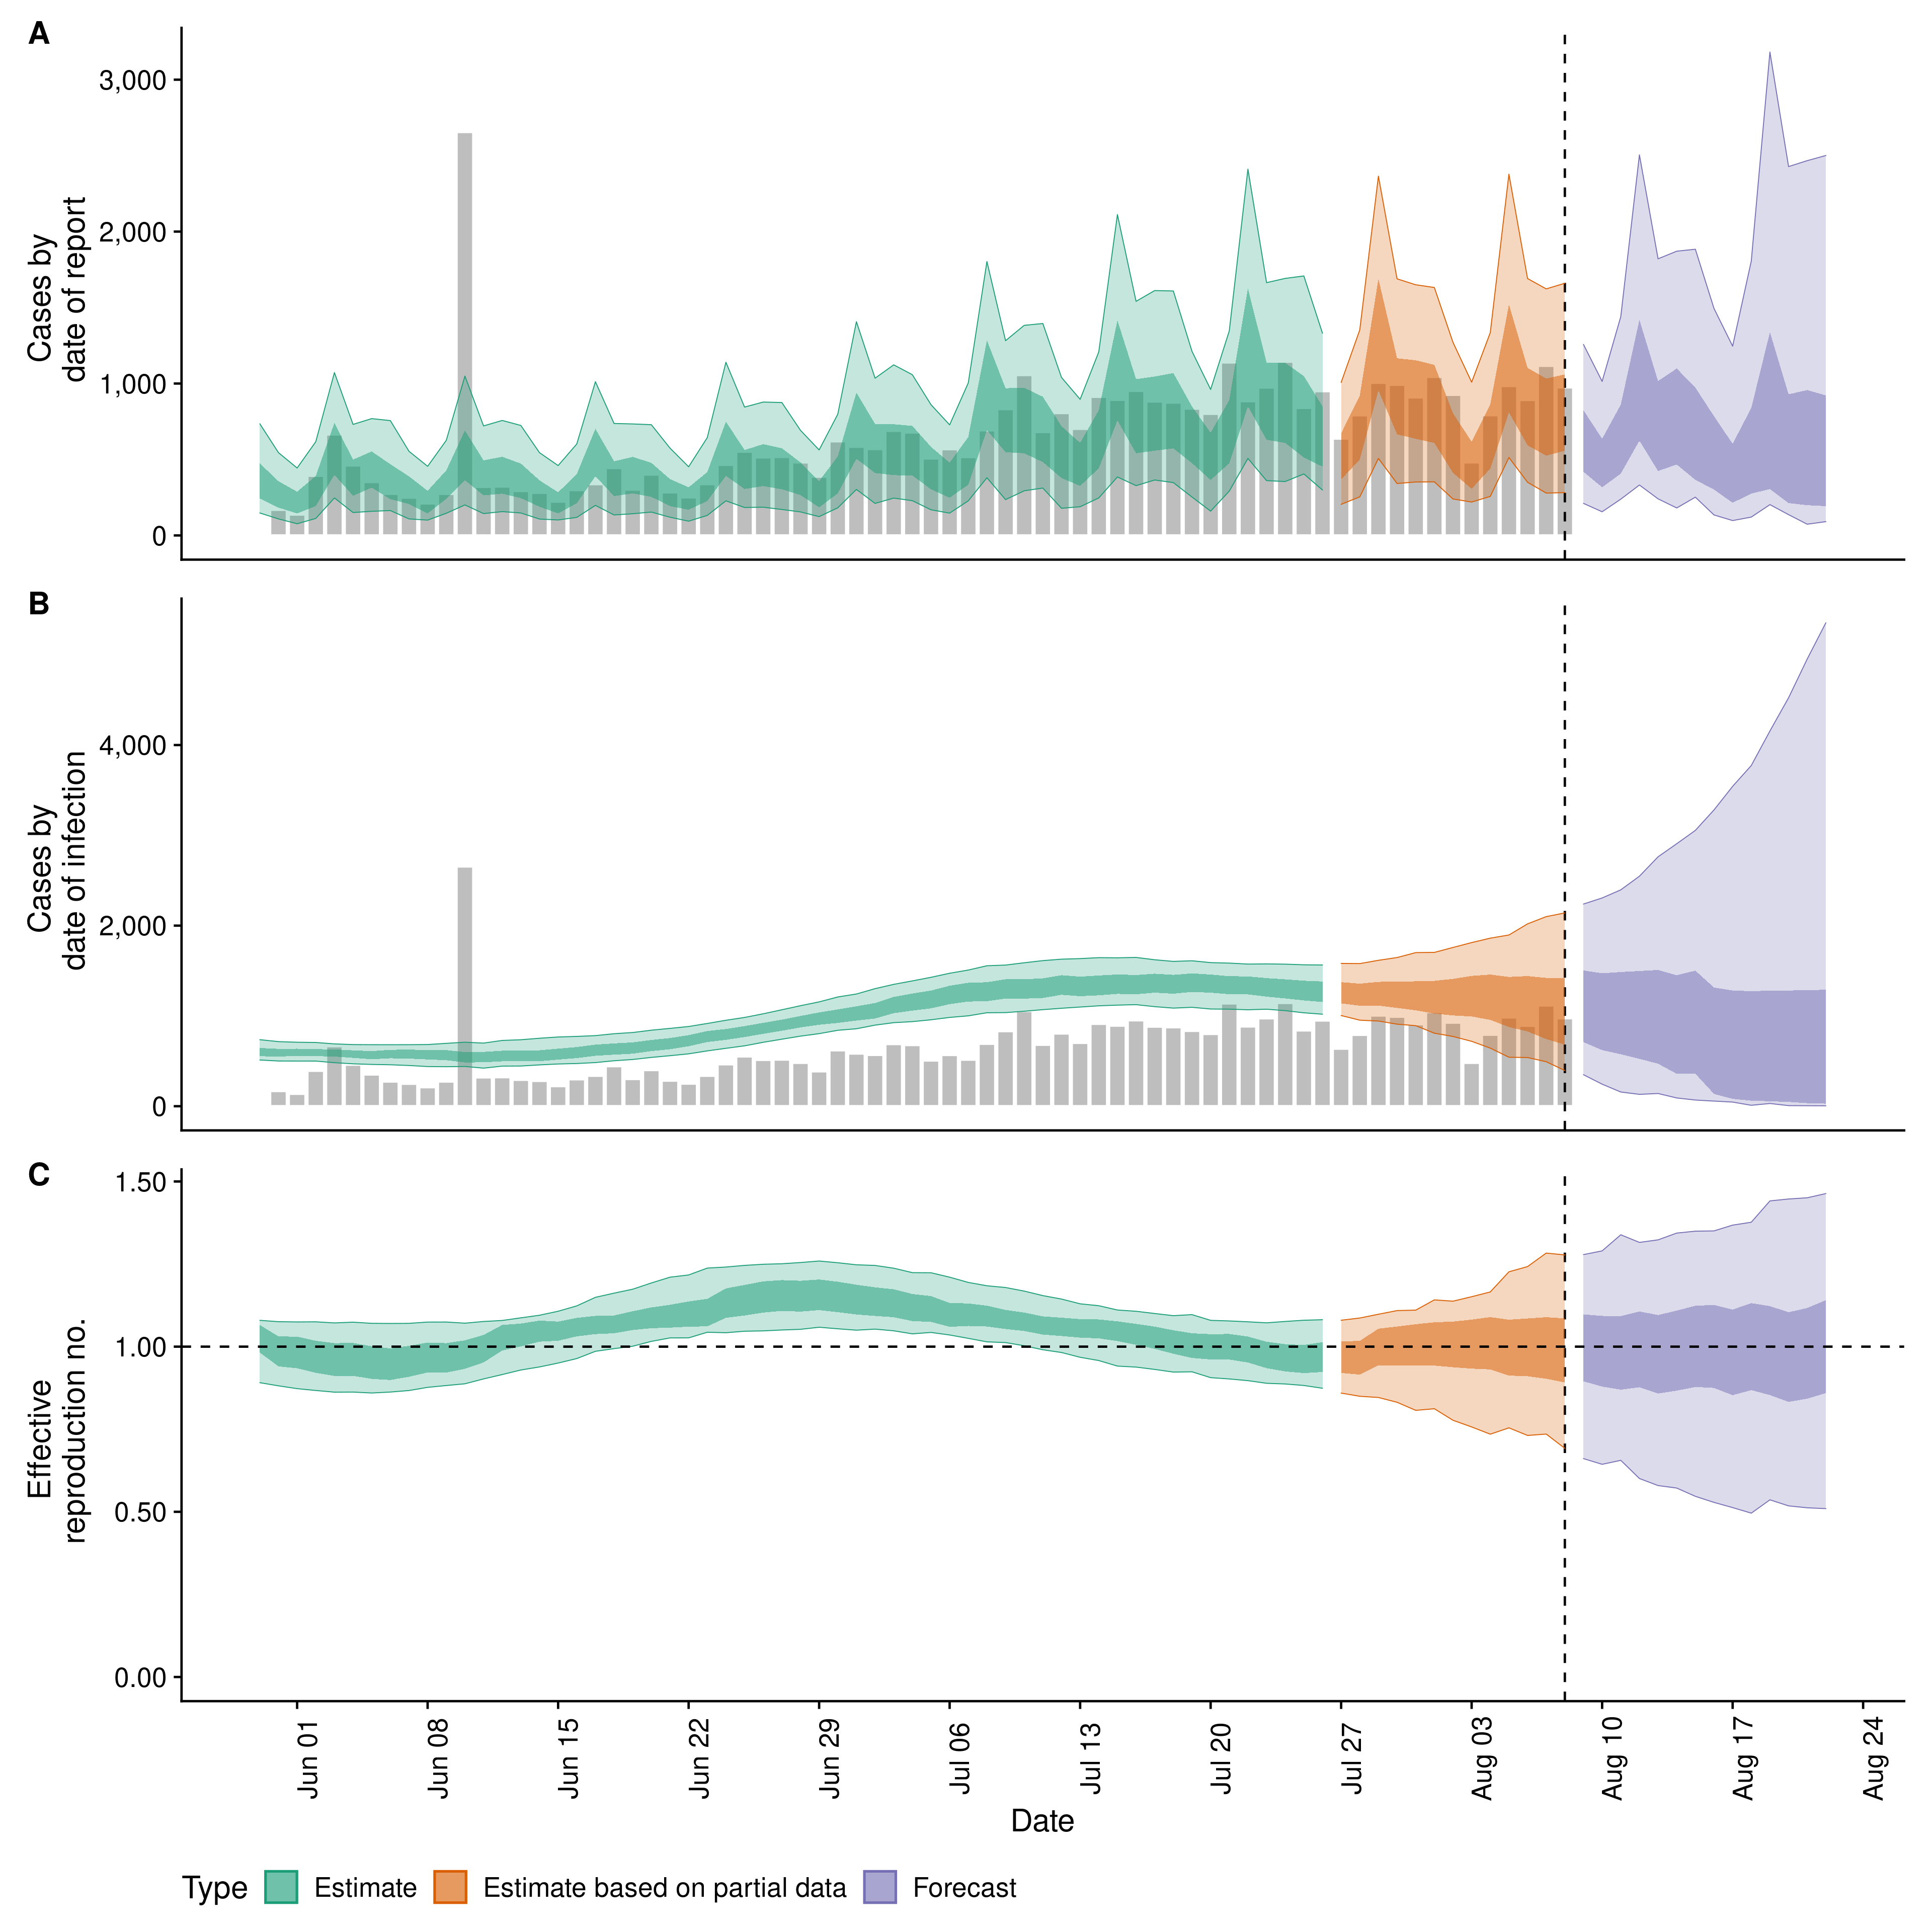 A
3,000
2,000
1,000
0
Cases by
date of report
B
4,000
2,000
0
Cases by
date of infection
C
1.50
1.00
0.50
0.00
Effective
reproduction no.
Jun 01
Jun 08
Jun 15
Jun 22
Jun 29
Jul 06
Jul 13
Jul 20
Jul 27
Aug 03
Aug 10
Aug 17
Aug 24
Date
Type Estimate Estimate based on partial data Forecast